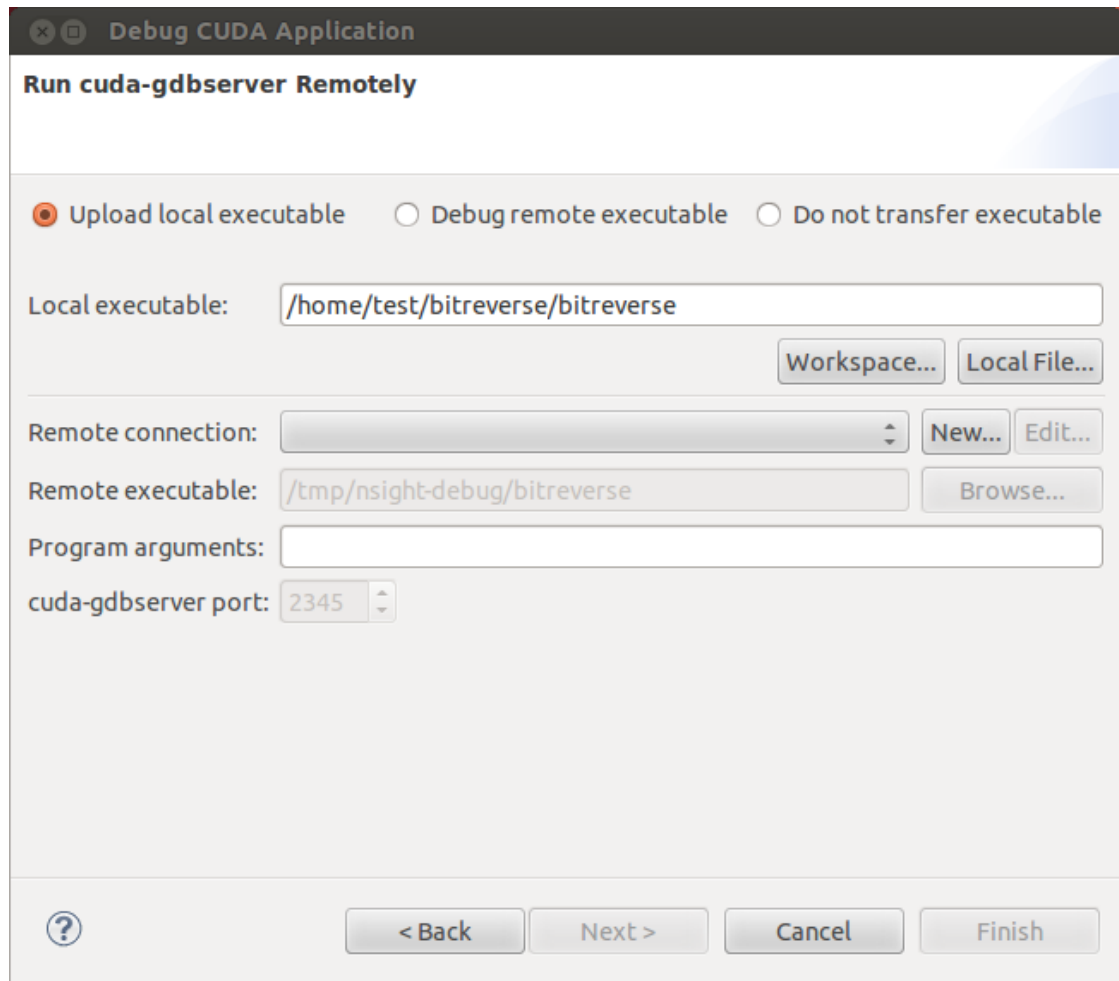 Debug CUDA Application
Run cuda-gdbserver Remotely
Upload local executable Debug remote executable Do not transfer executable
Local executable: /home/test/bitreverse/bitreverse
Workspace... Local File...
Remote connection: New... Edit...
Remote executable: /tmp/nsight-debug/bitreverse Browse...
Program arguments:
cuda-gdbserver port: 2345
? < Back Next > Cancel Finish